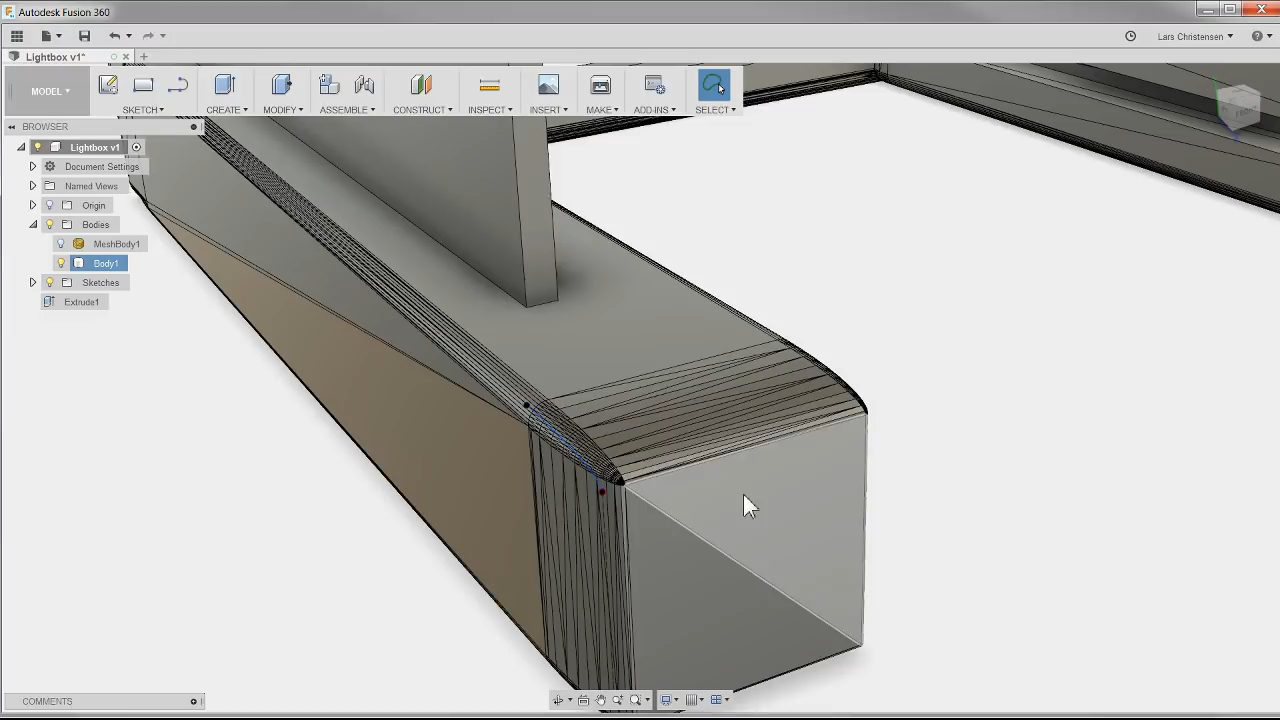 Autodesk Fusion 360
Lars Christensen
Lightbox v1*
MODEL
SKETCH
CREATE
MODIFY
ASSEMBLE
CONSTRUCT
INSPECT
INSERT
MAKE
ADD-INS
SELECT
BROWSER
Lightbox v1
Document Settings
Named Views
Origin
Bodies
MeshBody1
Body1
Sketches
Extrude1
COMMENTS